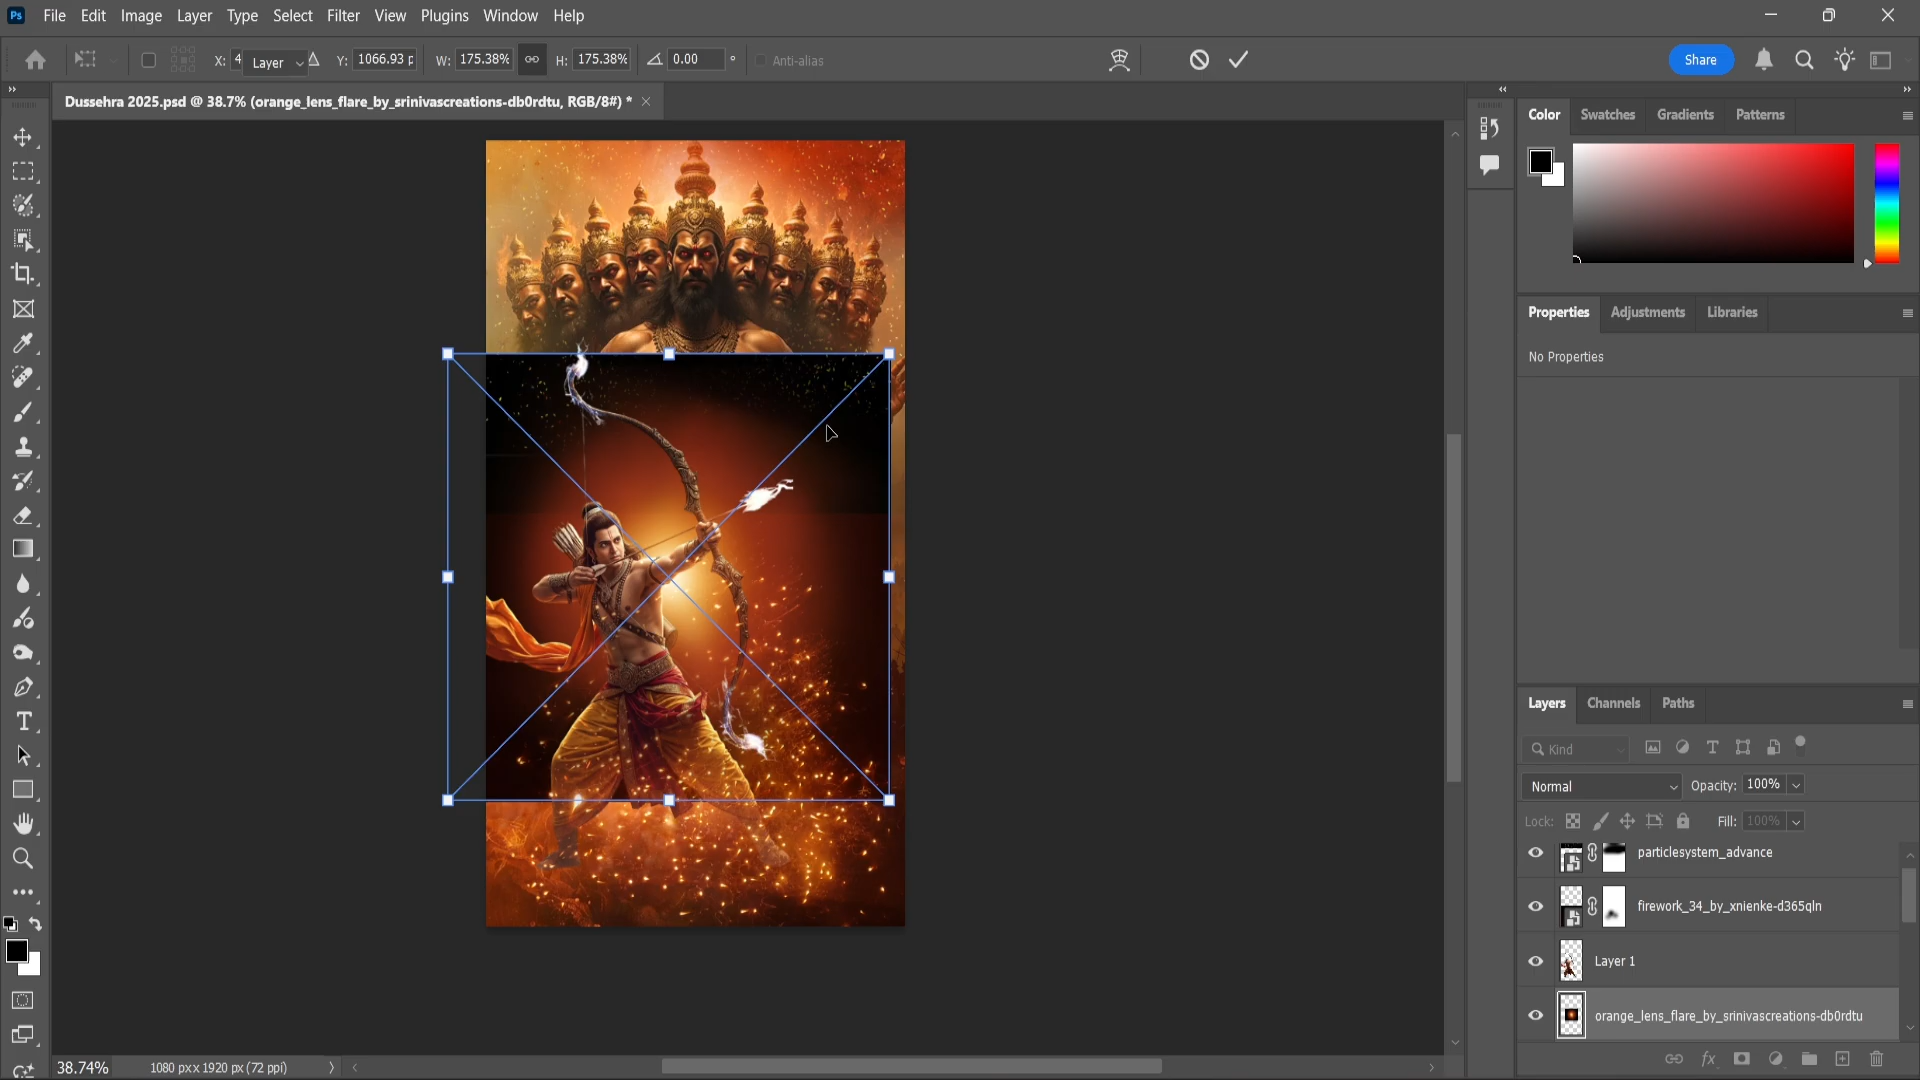 Ps File Edit Image Layer Type Select Filter View Plugins Window Help
X: 4 Layer Δ Y: 1066.93 p W: 175.38% H: 175.38% 0.00 ° Anti-alias Share
Dussehra 2025.psd @ 38.7% (orange_lens_flare_by_srinivascreations-db0rdtu, RGB/8#) * ×
Color Swatches Gradients Patterns
Properties Adjustments Libraries
No Properties
Layers Channels Paths
Kind
Normal Opacity: 100%
Lock: Fill: 100%
particlesystem_advance
firework_34_by_xnienke-d365qln
Layer 1
orange_lens_flare_by_srinivascreations-db0rdtu
fx
38.74% 1080 px x 1920 px (72 ppi)